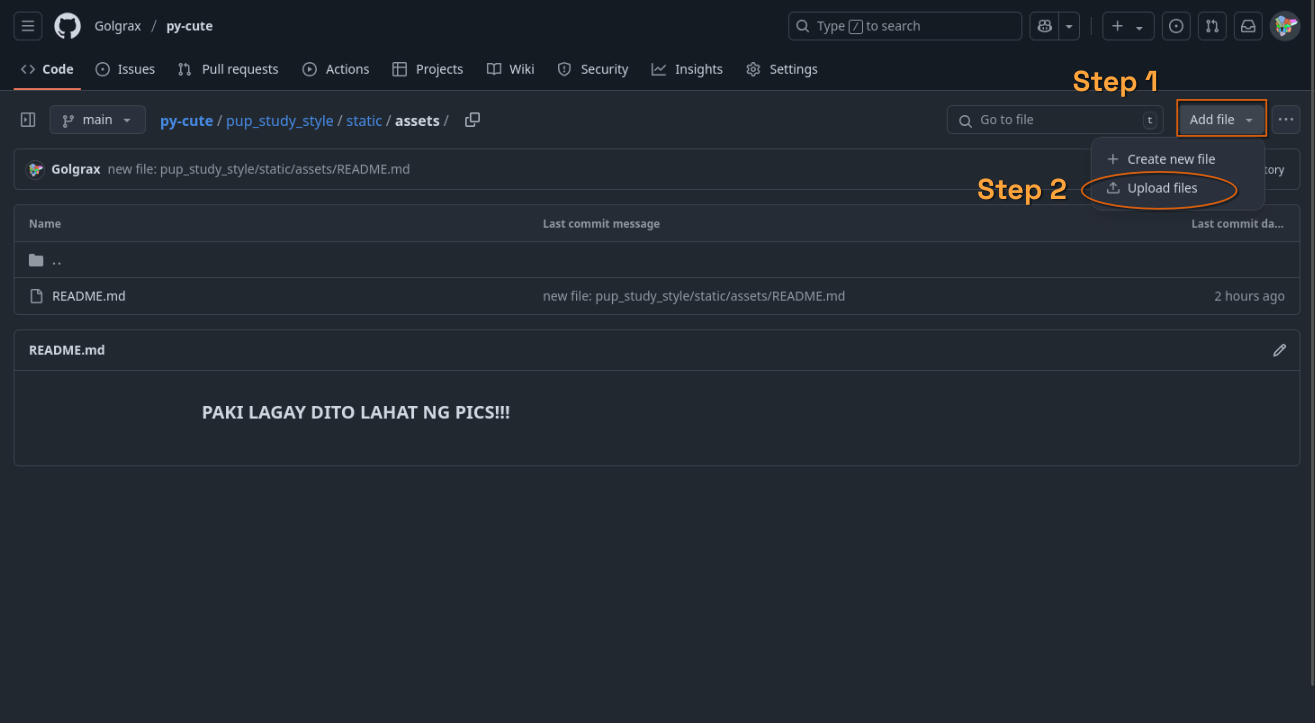 Golgrax / py-cute
Type / to search
Code Issues Pull requests Actions Projects Wiki Security Insights Settings
Step 1
main
py-cute / pup_study_style / static / assets /
Go to file t
Add file
Golgrax new file: pup_study_style/static/assets/README.md
tory
Create new file
Step 2
Upload files
Name Last commit message Last commit da...
..
README.md new file: pup_study_style/static/assets/README.md 2 hours ago
README.md
PAKI LAGAY DITO LAHAT NG PICS!!!